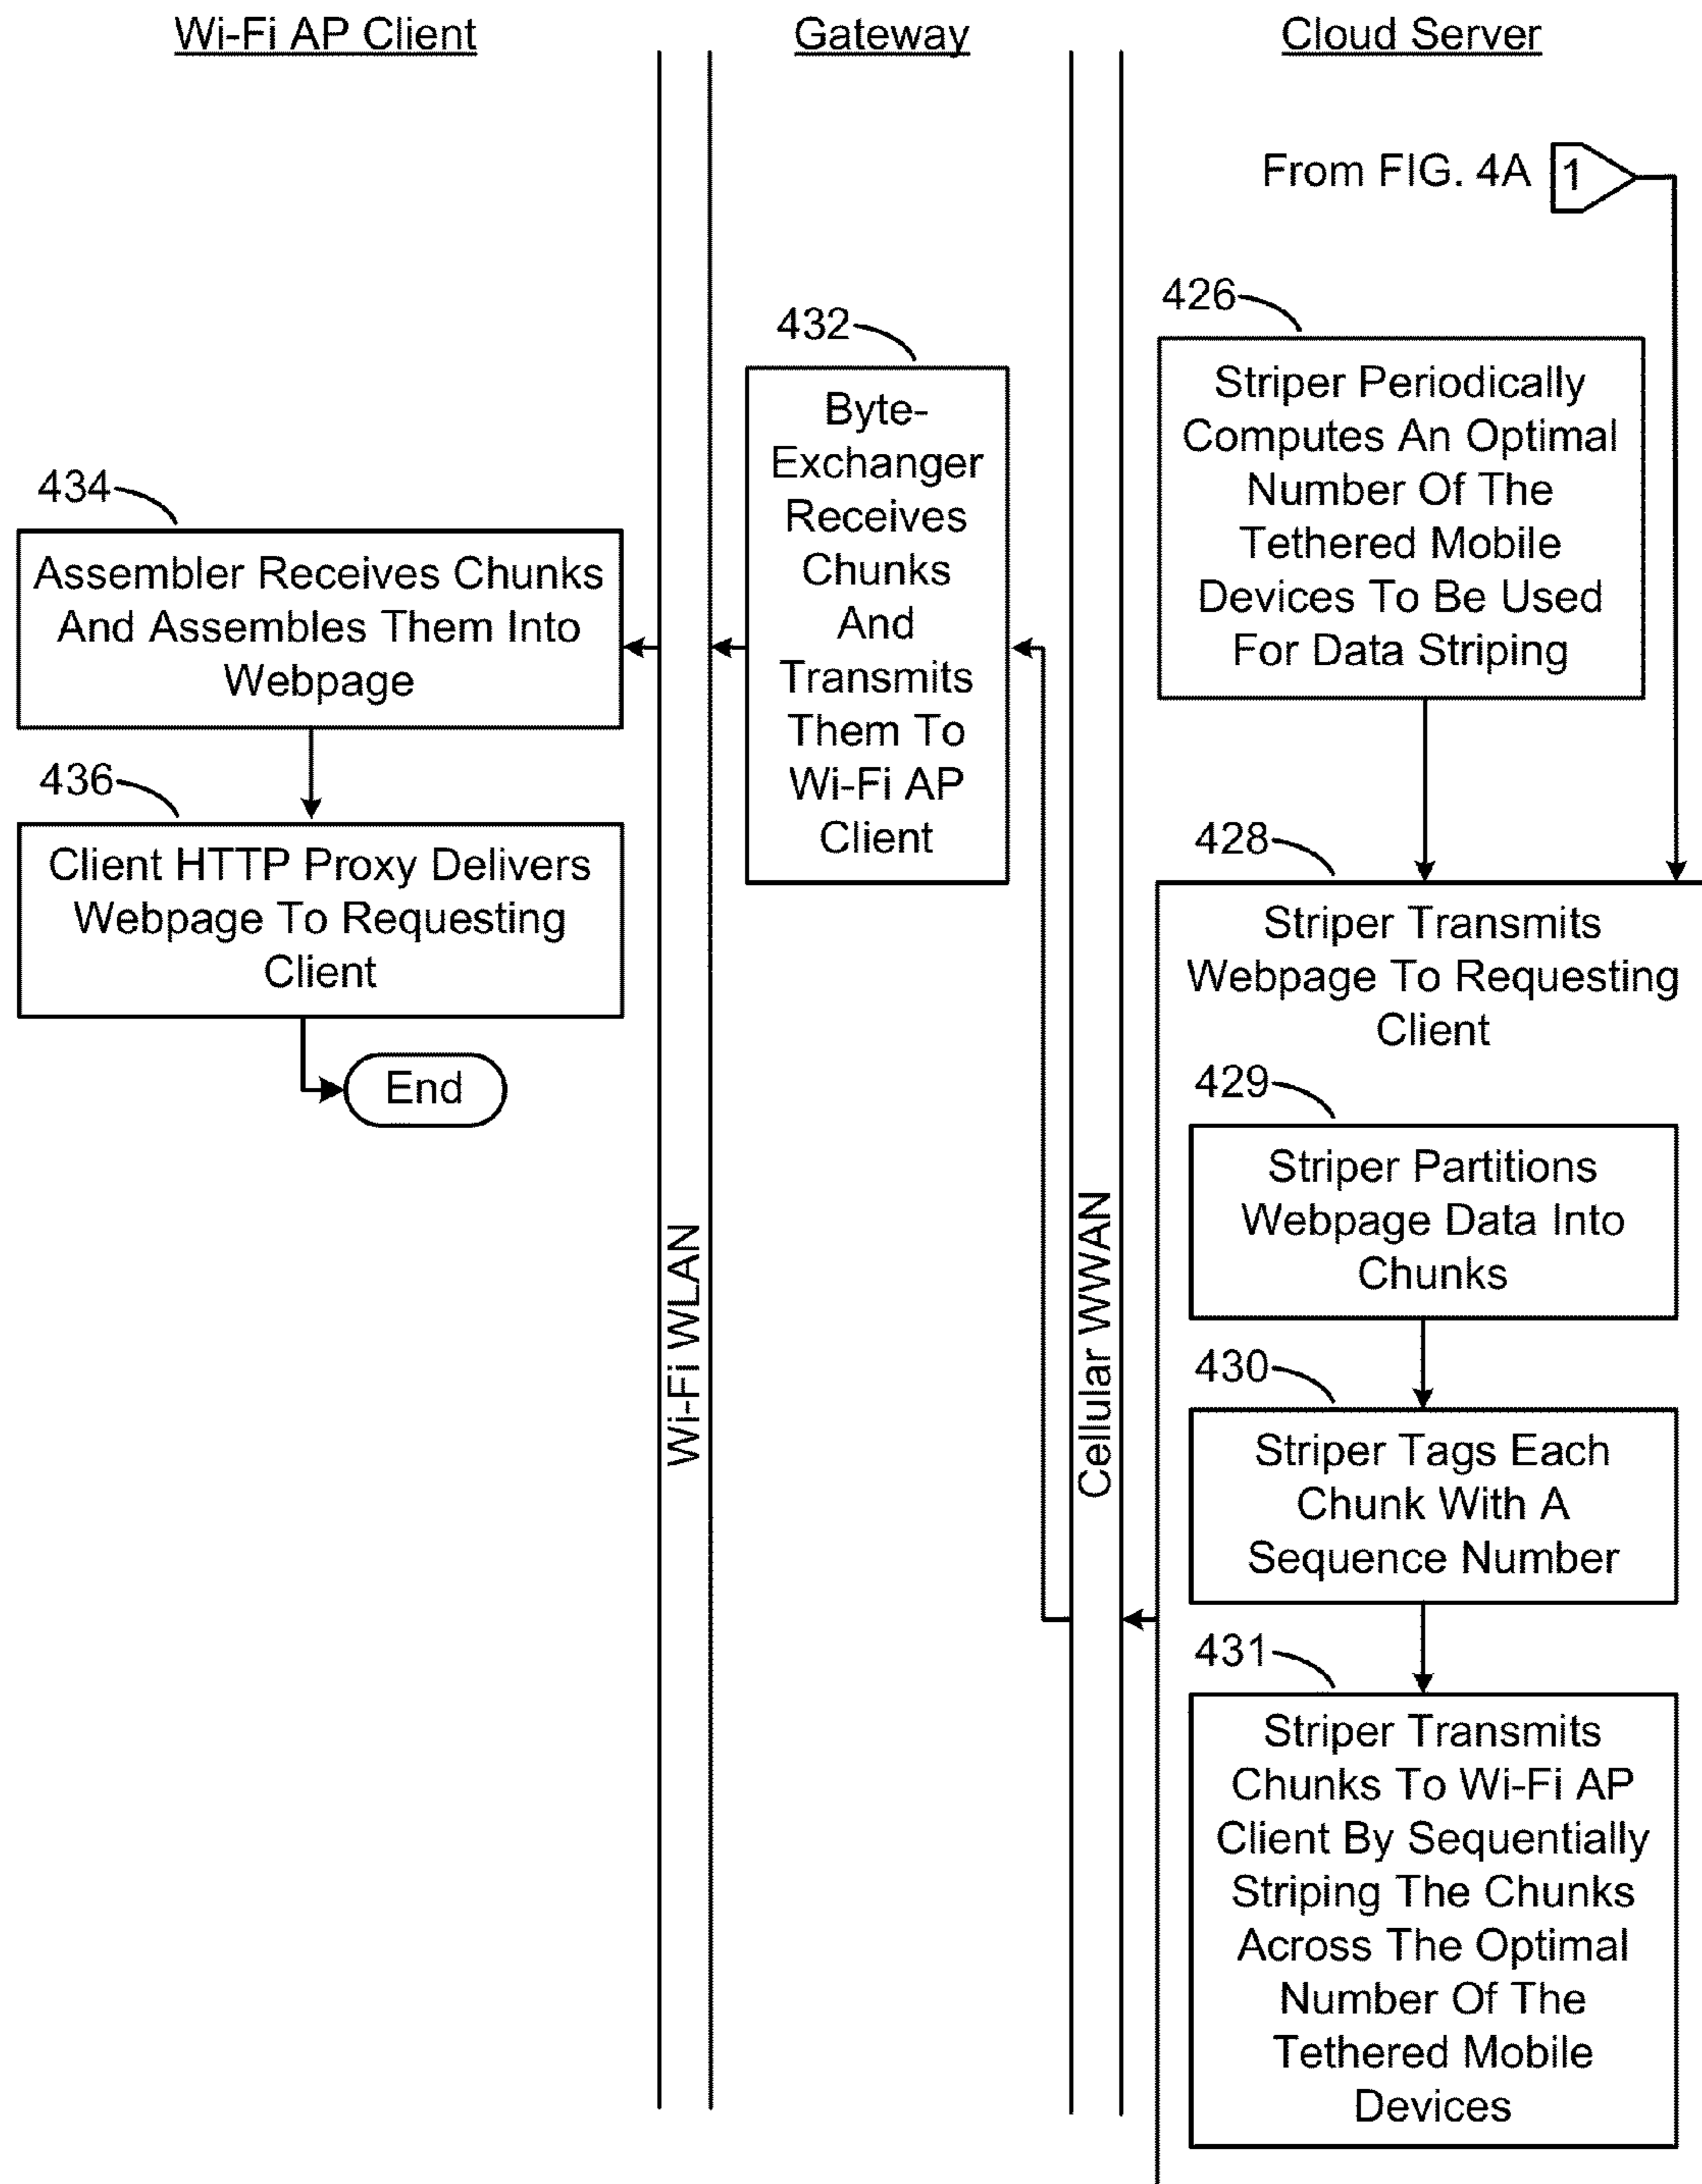 Wi-Fi AP Client
Gateway
Cloud Server
From FIG. 4A
1
426
Striper Periodically
Computes An Optimal
Number Of The
Tethered Mobile
Devices To Be Used
For Data Striping
432
Byte-
Exchanger
Receives
Chunks
And
Transmits
Them To
Wi-Fi AP
Client
434
Assembler Receives Chunks
And Assembles Them Into
Webpage
436
Client HTTP Proxy Delivers
Webpage To Requesting
Client
End
Wi-Fi WLAN
Cellular WWAN
428
Striper Transmits
Webpage To Requesting
Client
429
Striper Partitions
Webpage Data Into
Chunks
430
Striper Tags Each
Chunk With A
Sequence Number
431
Striper Transmits
Chunks To Wi-Fi AP
Client By Sequentially
Striping The Chunks
Across The Optimal
Number Of The
Tethered Mobile
Devices